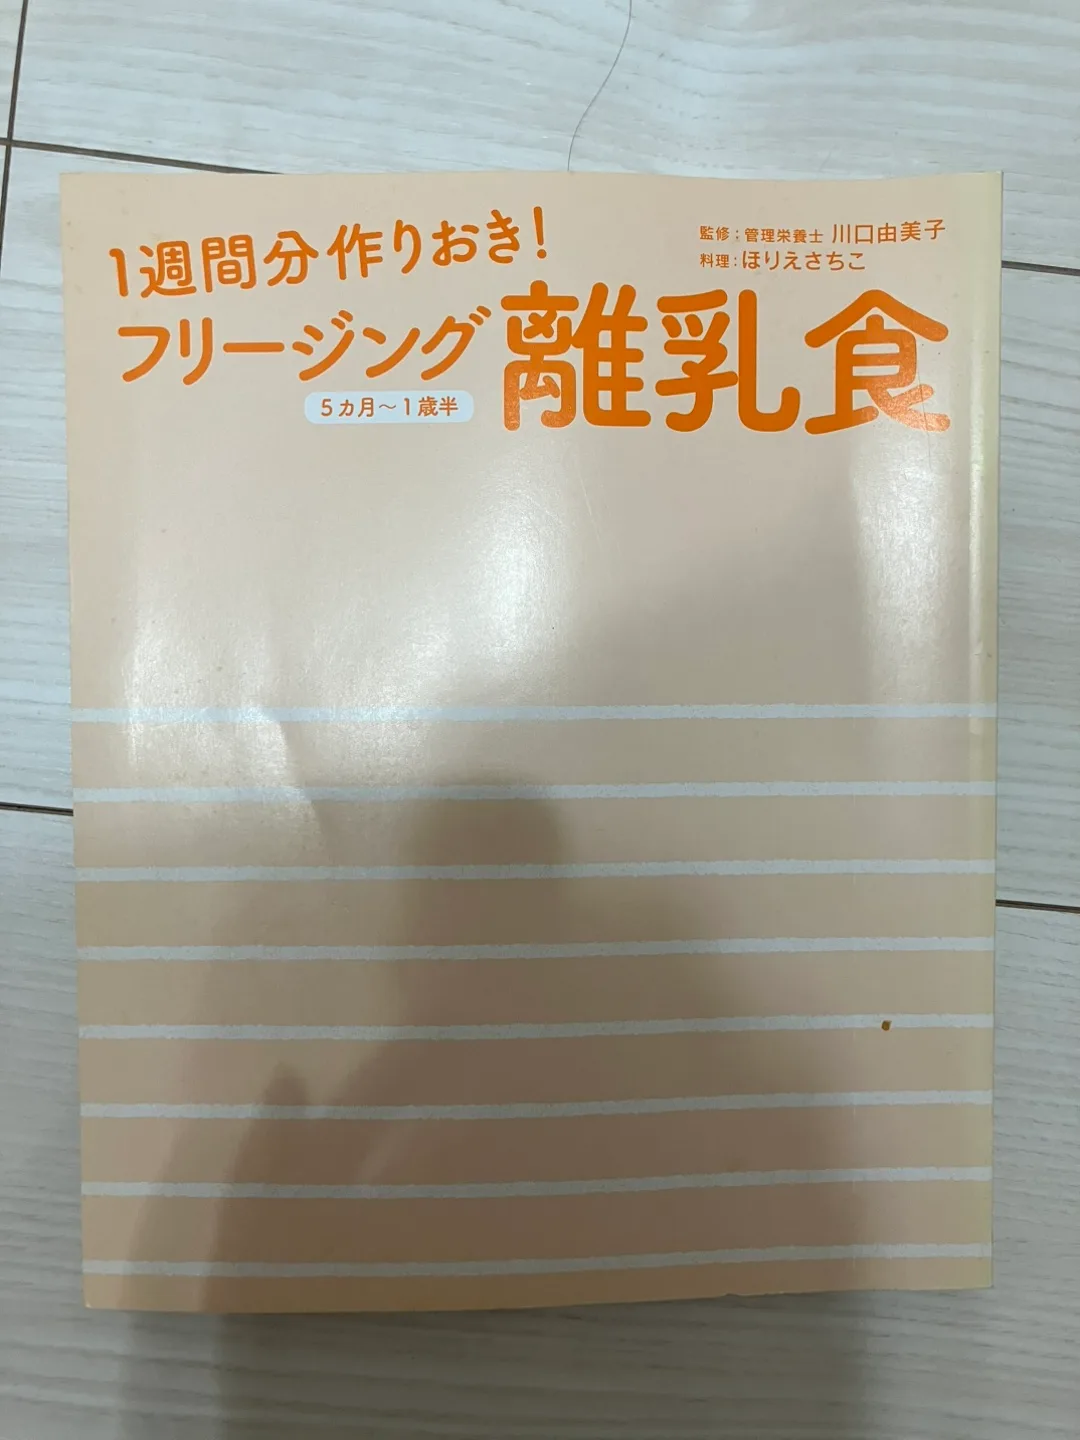 1週間分作りおき!
フリージング離乳食
5カ月〜1歳半
監修:管理栄養士 川口由美子
料理:ほりえさちこ